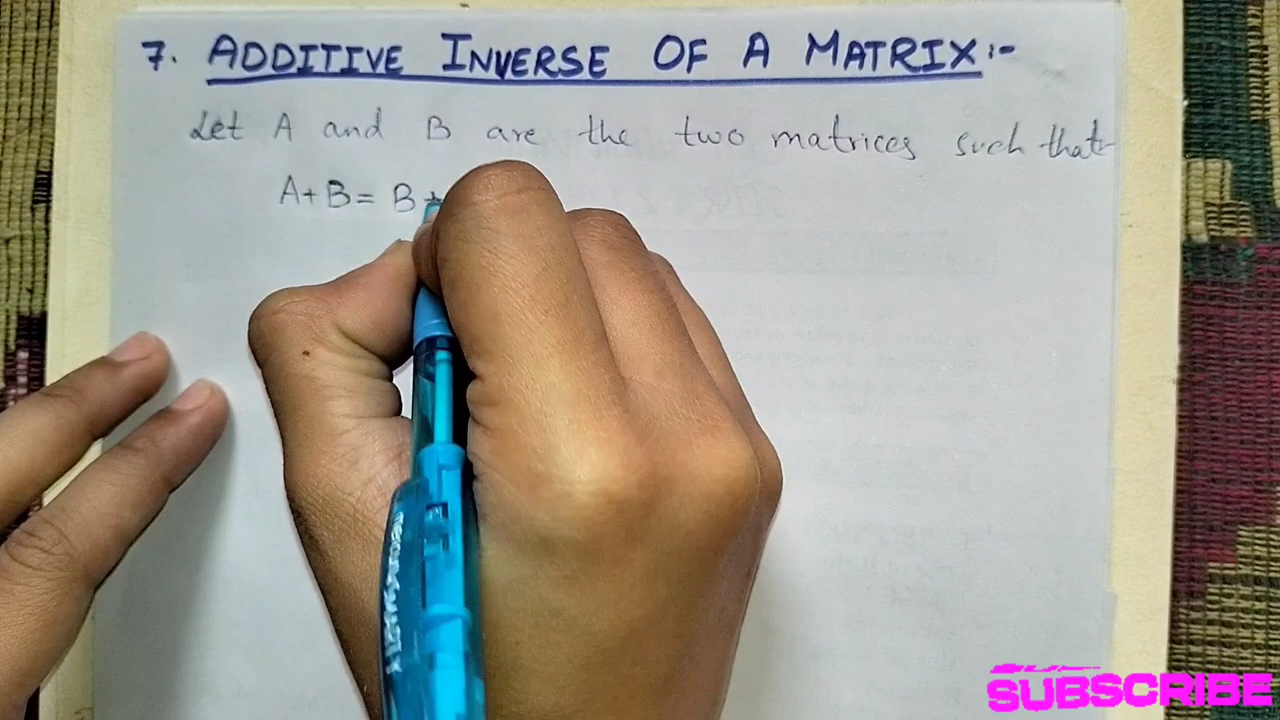 7. ADDITIVE INVERSE OF A MATRIX:-
Let A and B are the two matrices such that
A+B = B+
SUBSCRIBE